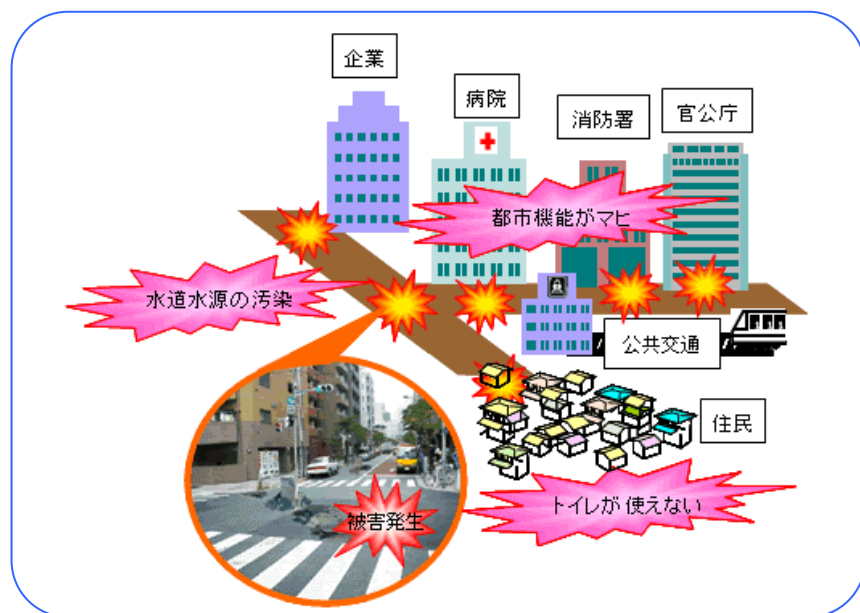 企業
病院
消防署
官公庁
都市機能がマヒ
水道水源の汚染
公共交通
住民
トイレが使えない
被害発生